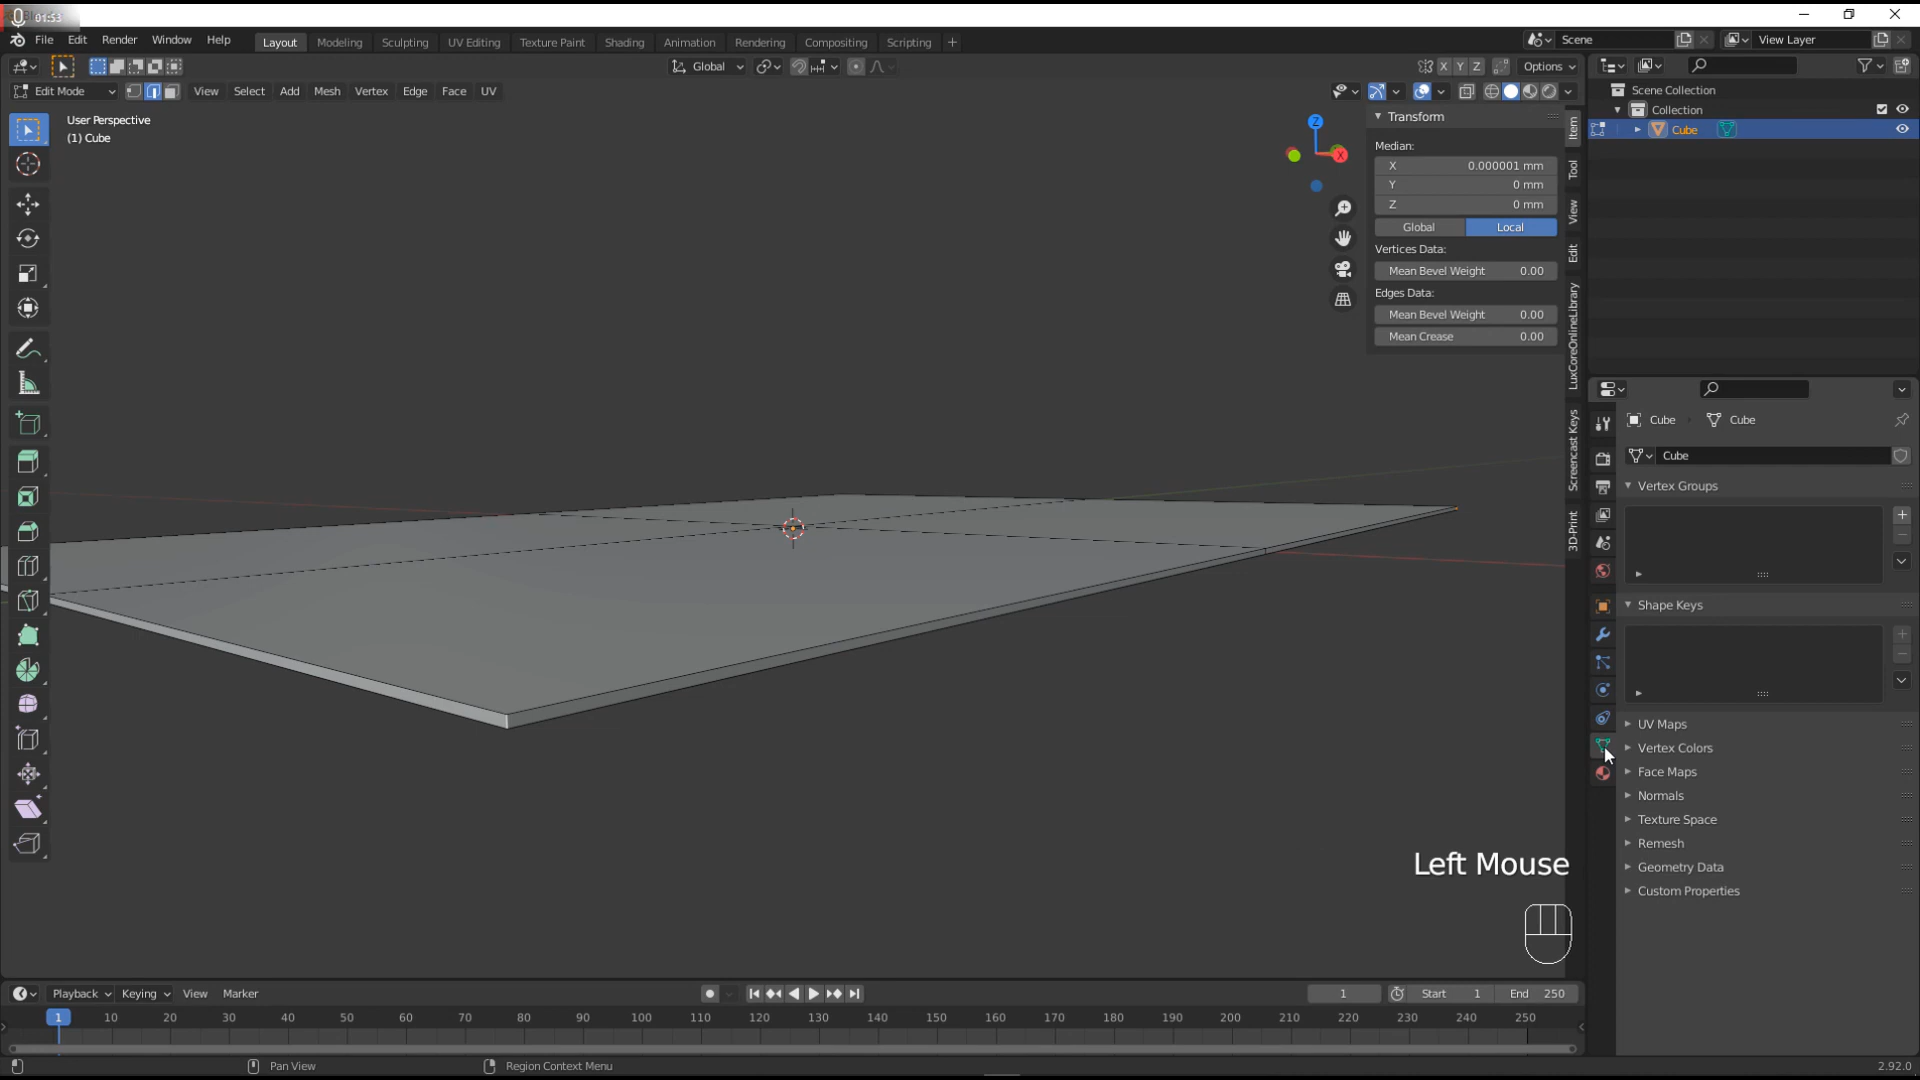 01:53
File Edit Render Window Help Layout Modeling Sculpting UV Editing Texture Paint Shading Animation Rendering Compositing Scripting + Scene View Layer
Global X Y Z Options
Edit Mode View Select Add Mesh Vertex Edge Face UV
User Perspective
(1) Cube
Z
X
Transform
Median:
X 0.000001 mm
Y 0 mm
Z 0 mm
Global Local
Vertices Data:
Mean Bevel Weight 0.00
Edges Data:
Mean Bevel Weight 0.00
Mean Crease 0.00
Item
Tool
View
Edit
LuxCoreOnlineLibrary
Screencast Keys
3D-Print
Scene Collection
Collection
Cube
Cube Cube
Cube
Vertex Groups
Shape Keys
UV Maps
Vertex Colors
Face Maps
Normals
Texture Space
Remesh
Geometry Data
Custom Properties
Left Mouse
Playback Keying View Marker 1 Start 1 End 250
1 10 20 30 40 50 60 70 80 90 100 110 120 130 140 150 160 170 180 190 200 210 220 230 240 250
Pan View Region Context Menu 2.92.0